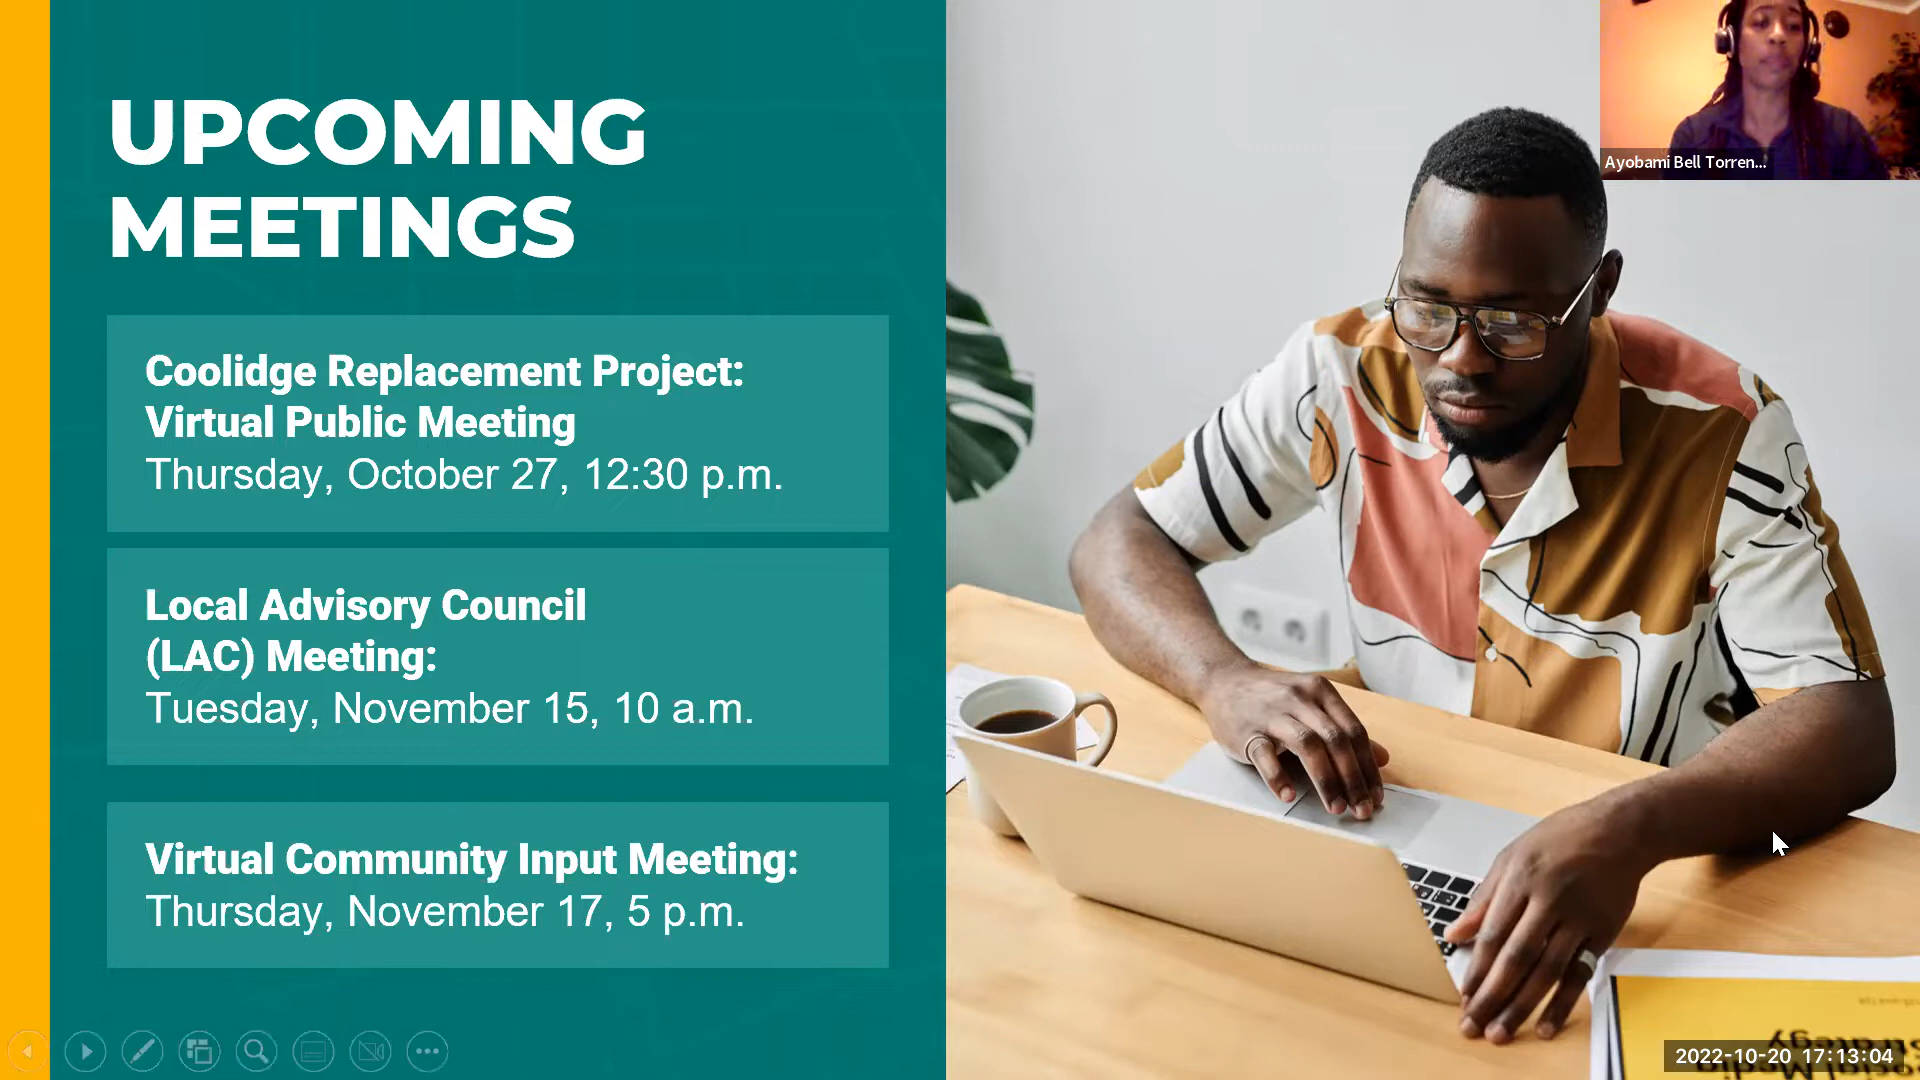 UPCOMING
MEETINGS
Coolidge Replacement Project:
Virtual Public Meeting
Thursday, October 27, 12:30 p.m.
Local Advisory Council
(LAC) Meeting:
Tuesday, November 15, 10 a.m.
Virtual Community Input Meeting:
Thursday, November 17, 5 p.m.
Ayobami Bell Torren...
2022-10-20 17:13:04